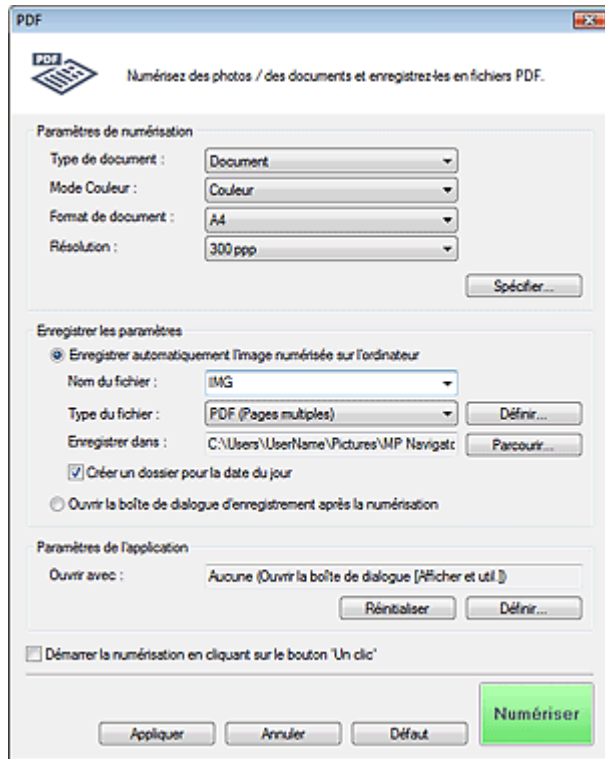 PDF
PDF
Numérisez des photos / des documents et enregistrez-les en fichiers PDF.
Paramètres de numérisation
Type de document :
Document
Mode Couleur :
Couleur
Format de document :
A4
Résolution :
300 ppp
Spécifier...
Enregistrer les paramètres
Enregistrer automatiquement l'image numérisée sur l'ordinateur
Nom du fichier :
IMG
Type du fichier :
PDF (Pages multiples)
Définir...
Enregistrer dans :
C:\Users\UserName\Pictures\MP Navigato
Parcourir...
Créer un dossier pour la date du jour
Ouvrir la boîte de dialogue d'enregistrement après la numérisation
Paramètres de l'application
Ouvrir avec :
Aucune (Ouvrir la boîte de dialogue [Afficher et util.])
Réinitialiser
Définir...
Démarrer la numérisation en cliquant sur le bouton 'Un clic'
Appliquer
Annuler
Défaut
Numériser